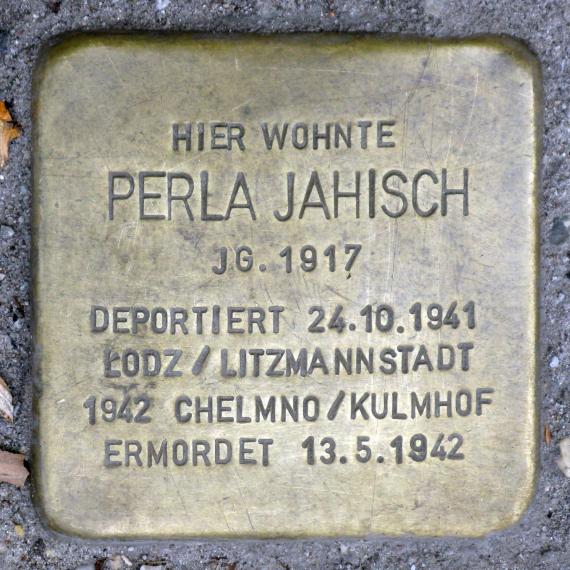 HIER WOHNTE
PERLA JAHISCH
JG. 1917
DEPORTIERT 24.10.1941
ŁODZ / LITZMANNSTADT
1942 CHELMNO / KULMHOF
ERMORDET 13.5.1942